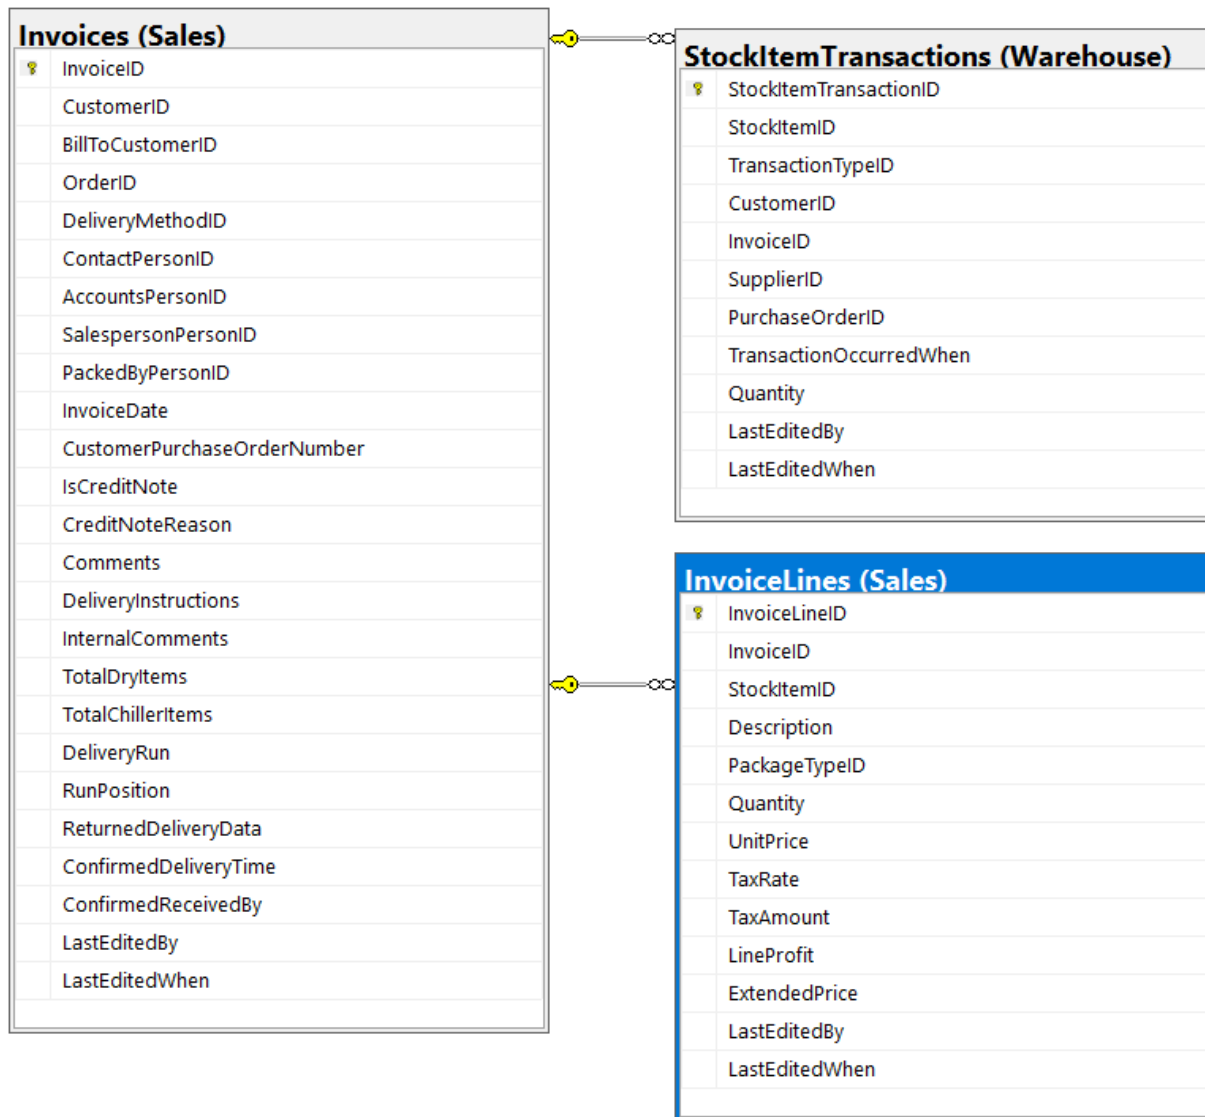 Invoices (Sales)
InvoiceID
CustomerID
BillToCustomerID
OrderID
DeliveryMethodID
ContactPersonID
AccountsPersonID
SalespersonPersonID
PackedByPersonID
InvoiceDate
CustomerPurchaseOrderNumber
IsCreditNote
CreditNoteReason
Comments
DeliveryInstructions
InternalComments
TotalDryItems
TotalChillerItems
DeliveryRun
RunPosition
ReturnedDeliveryData
ConfirmedDeliveryTime
ConfirmedReceivedBy
LastEditedBy
LastEditedWhen
StockItemTransactions (Warehouse)
StockItemTransactionID
StockItemID
TransactionTypeID
CustomerID
InvoiceID
SupplierID
PurchaseOrderID
TransactionOccurredWhen
Quantity
LastEditedBy
LastEditedWhen
InvoiceLines (Sales)
InvoiceLineID
InvoiceID
StockItemID
Description
PackageTypeID
Quantity
UnitPrice
TaxRate
TaxAmount
LineProfit
ExtendedPrice
LastEditedBy
LastEditedWhen